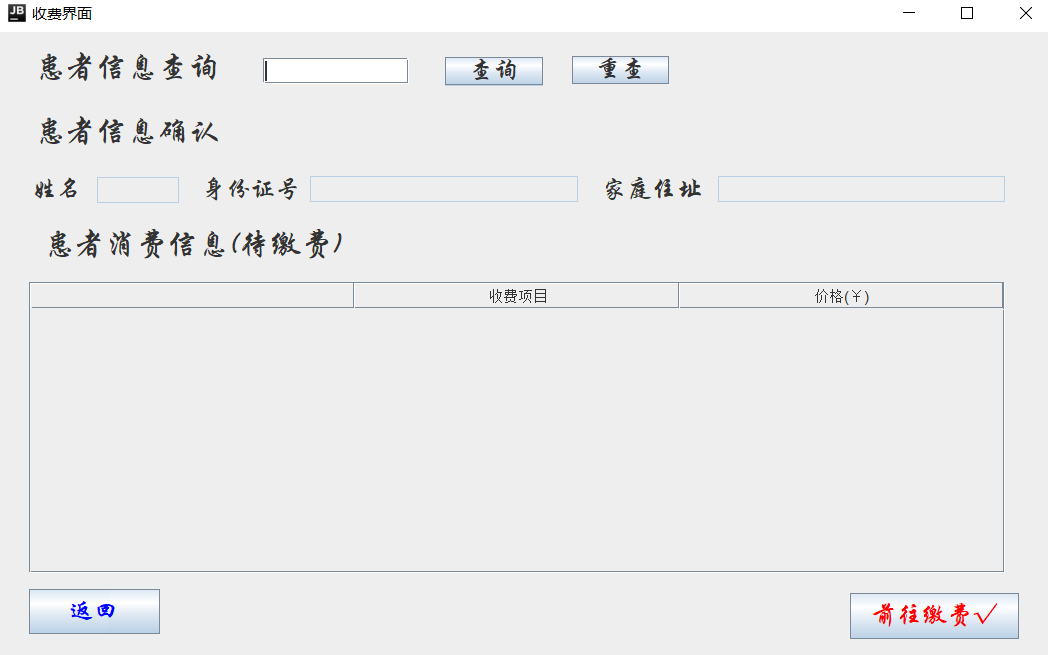 JB 收费界面
患者信息查询 查询 重查
患者信息确认
姓名 身份证号 家庭住址
患者消费信息(待缴费)
收费项目 价格(¥)
返回 前往缴费✓